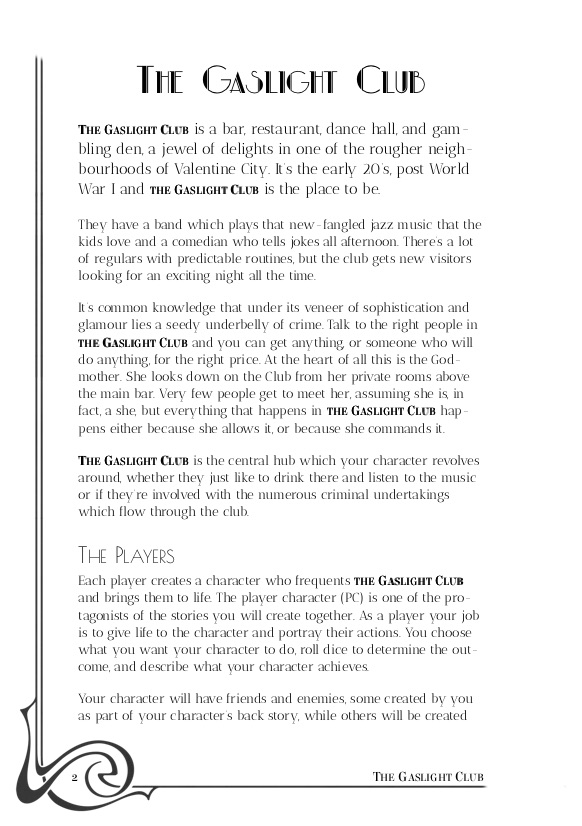 The Gaslight Club
The Gaslight Club is a bar, restaurant, dance hall, and gam-
bling den, a jewel of delights in one of the rougher neigh-
bourhoods of Valentine City. It's the early 20's, post World
War I and the Gaslight Club is the place to be.
They have a band which plays that new-fangled jazz music that the
kids love and a comedian who tells jokes all afternoon. There's a lot
of regulars with predictable routines, but the club gets new visitors
looking for an exciting night all the time.
It's common knowledge that under its veneer of sophistication and
glamour lies a seedy underbelly of crime. Talk to the right people in
the Gaslight Club and you can get anything, or someone who will
do anything, for the right price. At the heart of all this is the God-
mother. She looks down on the Club from her private rooms above
the main bar. Very few people get to meet her, assuming she is, in
fact, a she, but everything that happens in the Gaslight Club hap-
pens either because she allows it, or because she commands it.
The Gaslight Club is the central hub which your character revolves
around, whether they just like to drink there and listen to the music
or if they're involved with the numerous criminal undertakings
which flow through the club.
The Players
Each player creates a character who frequents the Gaslight Club
and brings them to life. The player character (PC) is one of the pro-
tagonists of the stories you will create together. As a player your job
is to give life to the character and portray their actions. You choose
what you want your character to do, roll dice to determine the out-
come, and describe what your character achieves.
Your character will have friends and enemies, some created by you
as part of your character's back story, while others will be created
2
The Gaslight Club